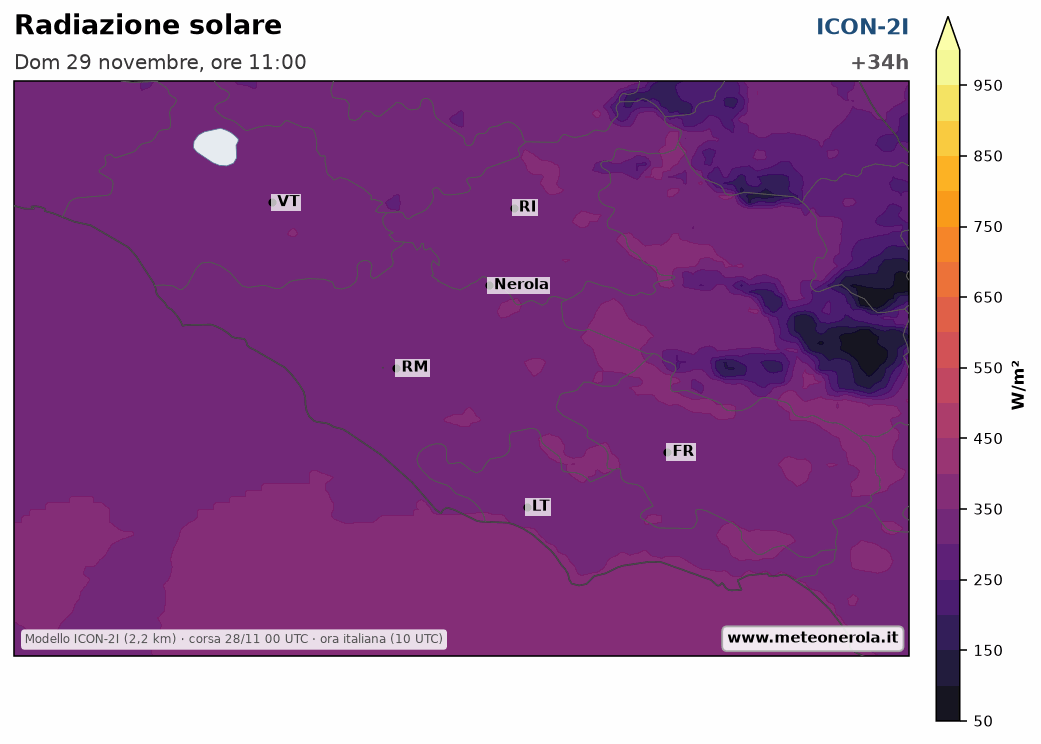 Radiazione solare
ICON-2I
Dom 29 novembre, ore 11:00
+34h
950
850
750
650
550
450
350
250
150
50
W/m²
VT
RI
Nerola
RM
FR
LT
Modello ICON-2I (2,2 km) · corsa 28/11 00 UTC · ora italiana (10 UTC)
www.meteonerola.it